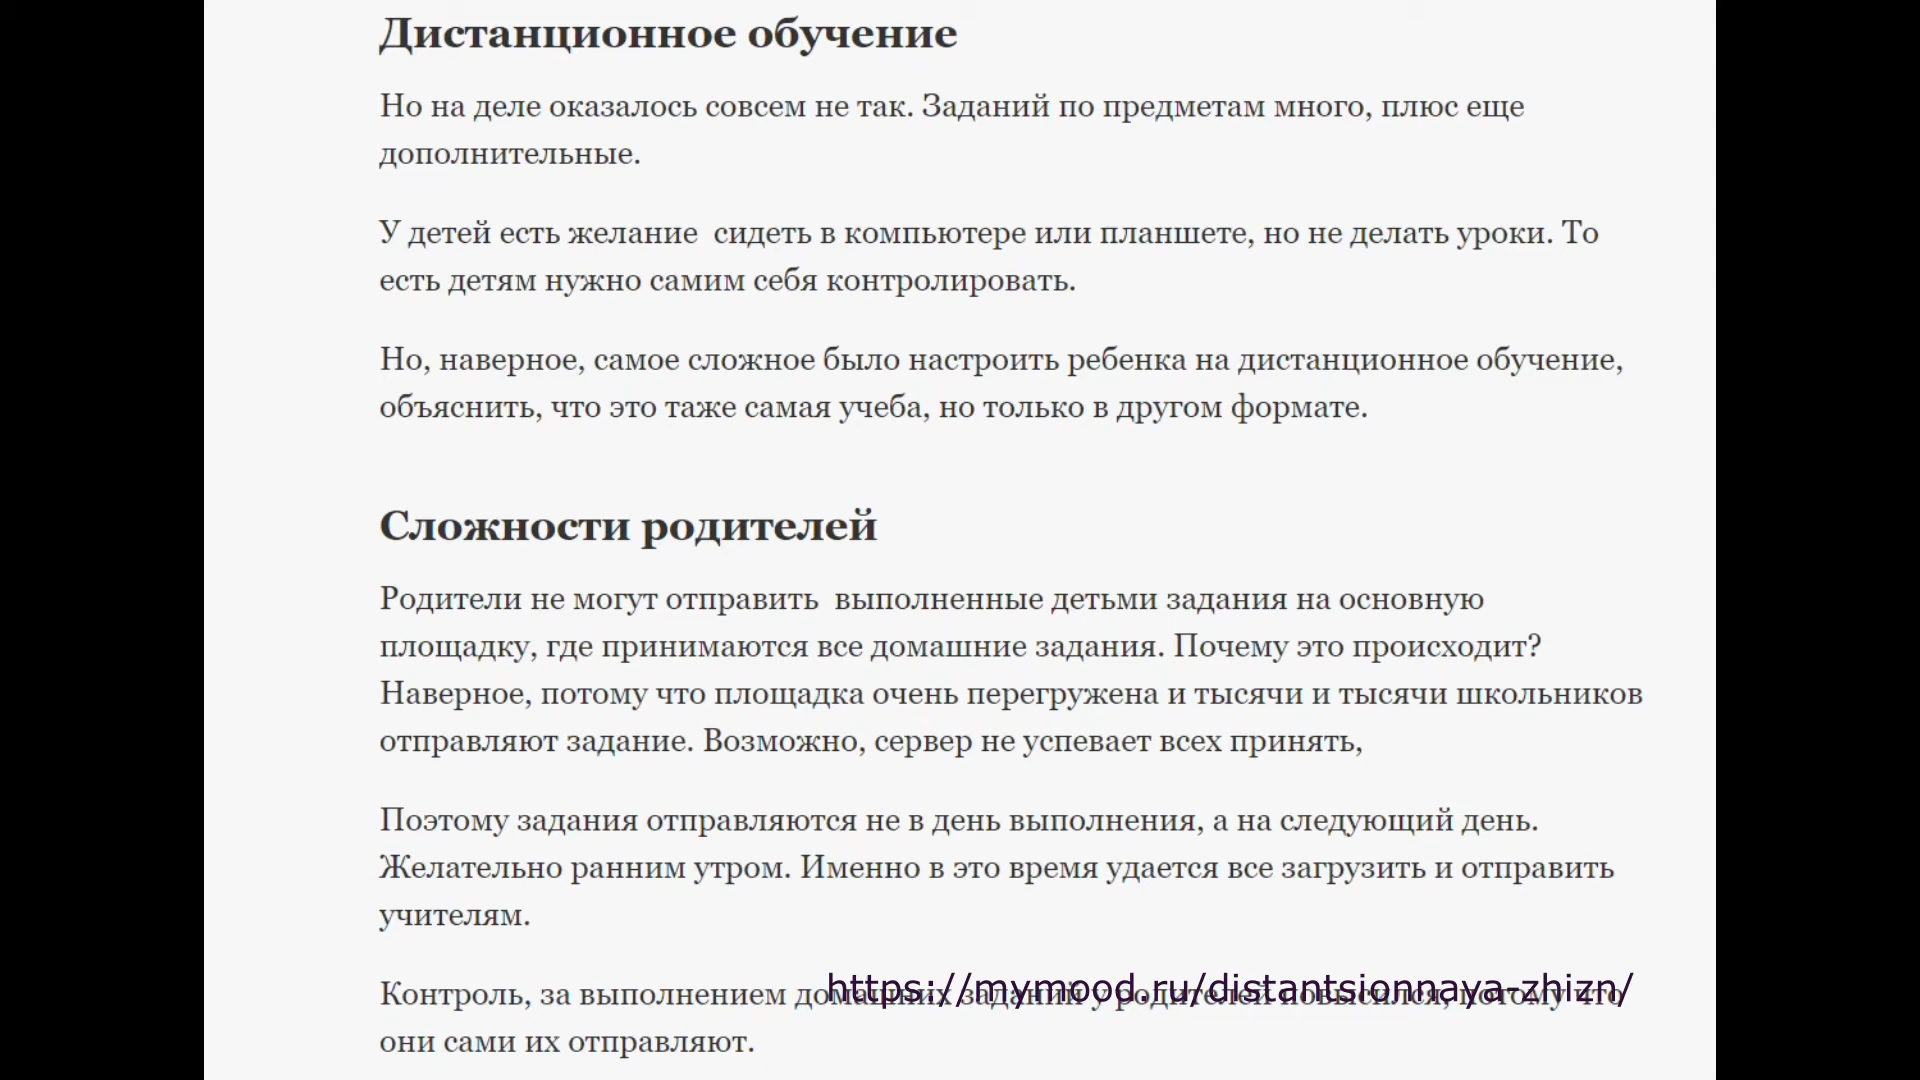 Дистанционное обучение
Но на деле оказалось совсем не так. Заданий по предметам много, плюс еще
дополнительные.
У детей есть желание сидеть в компьютере или планшете, но не делать уроки. То
есть детям нужно самим себя контролировать.
Но, наверное, самое сложное было настроить ребенка на дистанционное обучение,
объяснить, что это таже самая учеба, но только в другом формате.
Сложности родителей
Родители не могут отправить выполненные детьми задания на основную
площадку, где принимаются все домашние задания. Почему это происходит?
Наверное, потому что площадка очень перегружена и тысячи и тысячи школьников
отправляют задание. Возможно, сервер не успевает всех принять,
Поэтому задания отправляются не в день выполнения, а на следующий день.
Желательно ранним утром. Именно в это время удается все загрузить и отправить
учителям.
Контроль, за выполнением домашних заданий у родителей повысился, потому что
https://mymood.ru/distantsionnaya-zhizn/
они сами их отправляют.